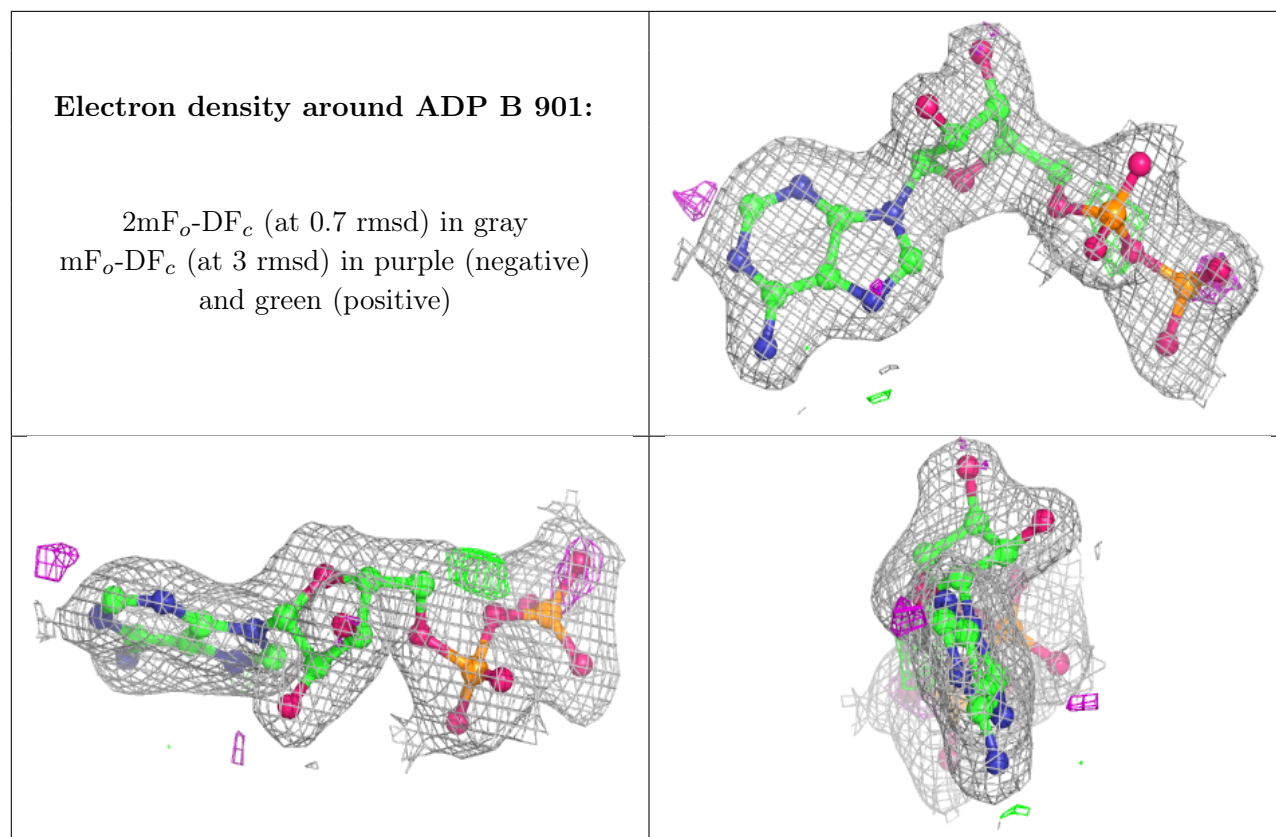 Electron density around ADP B 901:
2mFo-DFc (at 0.7 rmsd) in gray
mFo-DFc (at 3 rmsd) in purple (negative)
and green (positive)